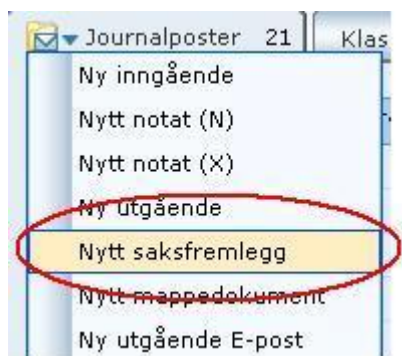 Journalposter 21 Klas
Ny inngående
Nytt notat (N)
Nytt notat (X)
Ny utgående
Nytt saksfremlegg
Nytt mappedokument
Ny utgående E-post